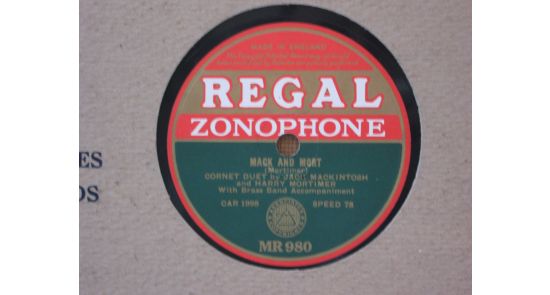 MADE IN ENGLAND
REGAL
ZONOPHONE
MACK AND MORT
(Mortimer)
CORNET DUET by JACK MACKINTOSH
and HARRY MORTIMER
With Brass Band Accompaniment
CAR 1998 SPEED 78
MR 980
ES
DS